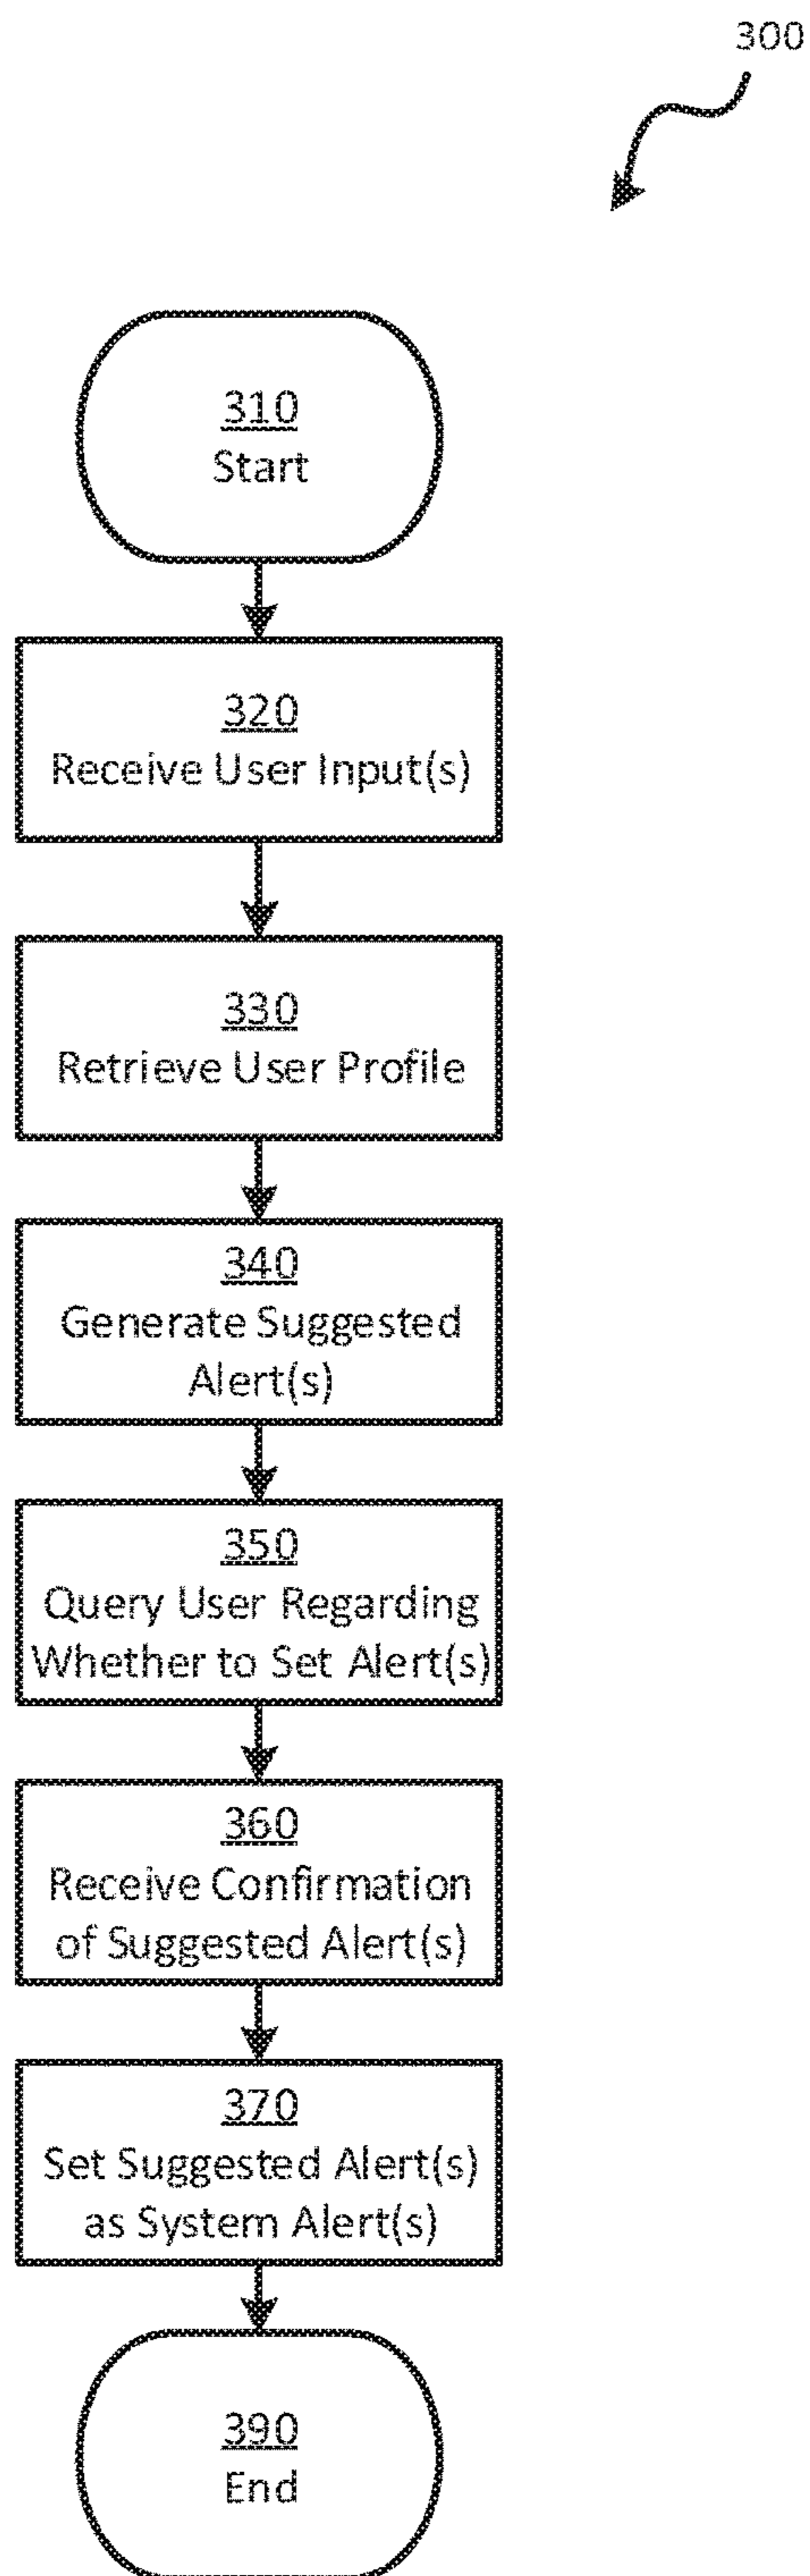 300
310
Start
320
Receive User Input(s)
330
Retrieve User Profile
340
Generate Suggested
Alert(s)
350
Query User Regarding
Whether to Set Alert(s)
360
Receive Confirmation
of Suggested Alert(s)
370
Set Suggested Alert(s)
as System Alert(s)
390
End